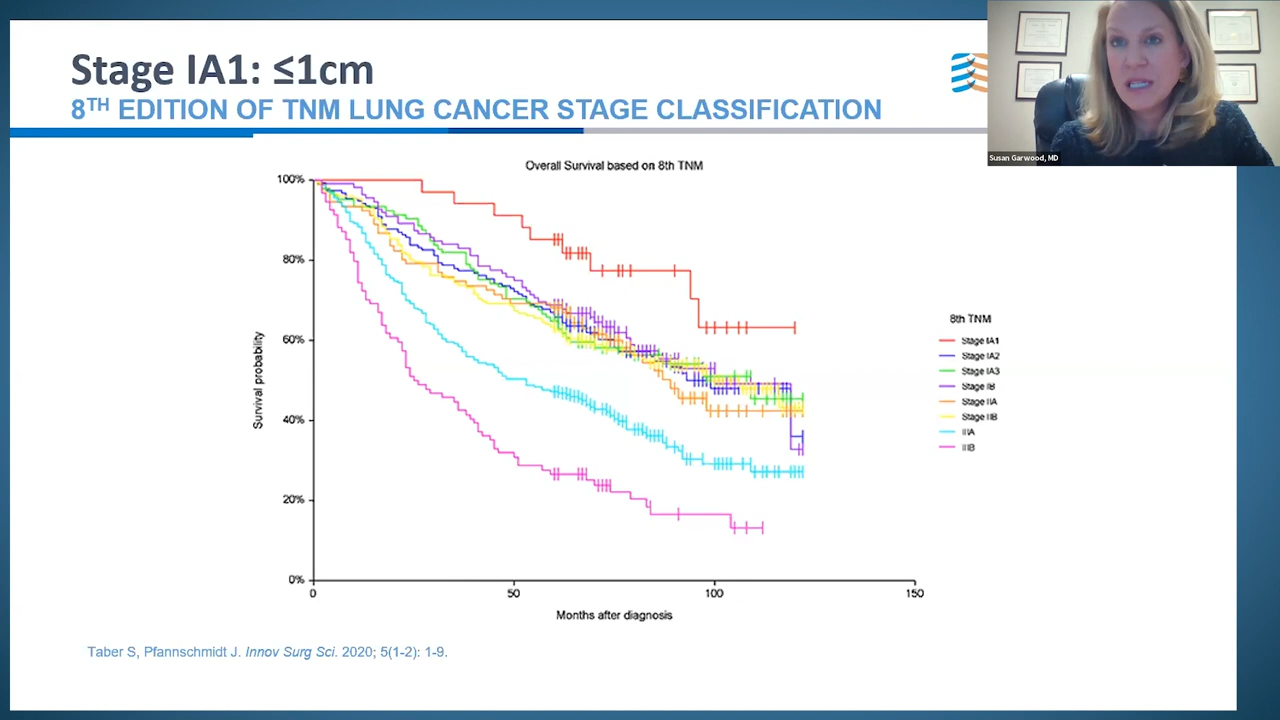 Stage IA1: ≤1cm
8TH EDITION OF TNM LUNG CANCER STAGE CLASSIFICATION
Susan Garwood, MD
Overall Survival based on 8th TNM
100%
80%
60%
40%
20%
0%
Survival probability
0
50
100
150
Months after diagnosis
8th TNM
Stage IA1
Stage IA2
Stage IA3
Stage IB
Stage IIA
Stage IIB
IIIA
IIIB
Taber S, Pfannschmidt J. Innov Surg Sci. 2020; 5(1-2): 1-9.